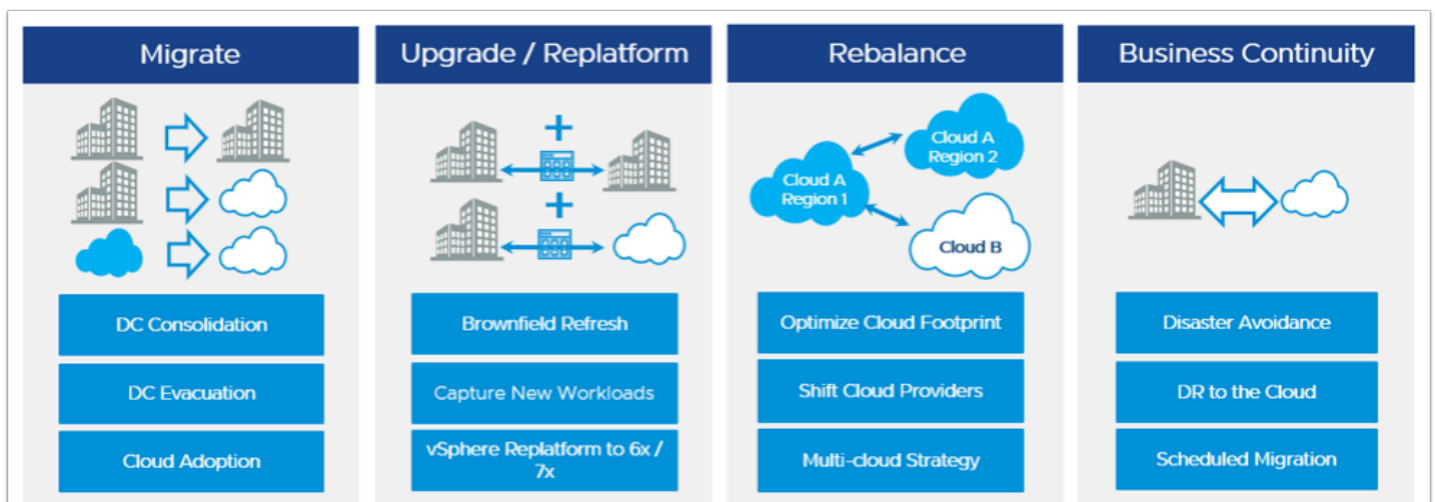 Migrate
Upgrade / Replatform
Rebalance
Business Continuity
Cloud A
Region 2
Cloud A
Region 1
Cloud B
DC Consolidation
DC Evacuation
Cloud Adoption
Brownfield Refresh
Capture New Workloads
vSphere Replatform to 6x /
7x
Optimize Cloud Footprint
Shift Cloud Providers
Multi-cloud Strategy
Disaster Avoidance
DR to the Cloud
Scheduled Migration